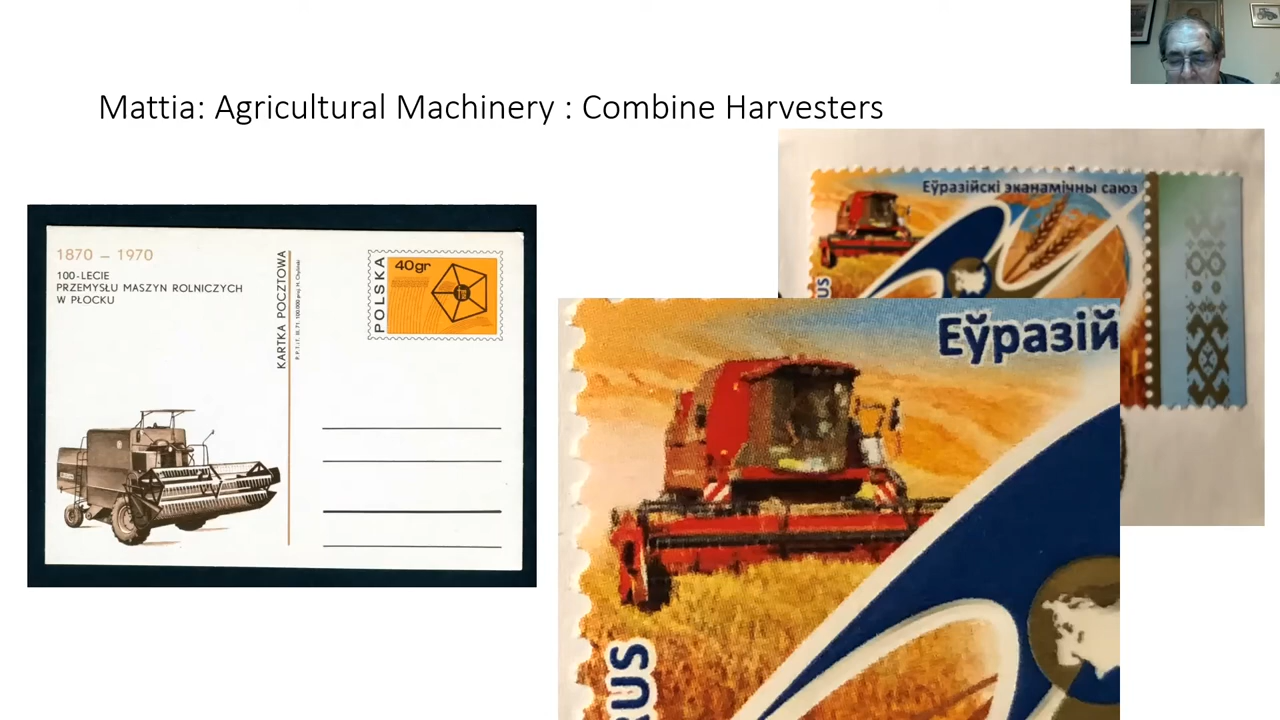 Mattia: Agricultural Machinery : Combine Harvesters
1870 – 1970
100-LECIE
PRZEMYSŁU MASZYN ROLNICZYCH
W PŁOCKU
KARTKA POCZTOWA
POLSKA
40gr
Еўразійскі эканамічны саюз
US
Еўразій
RUS